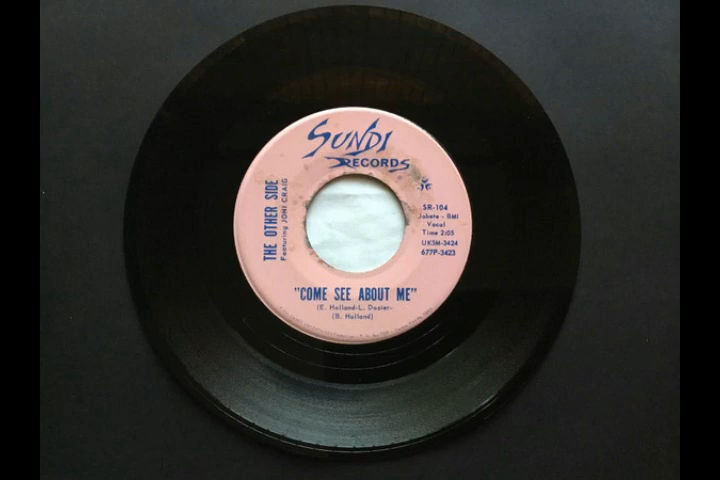 SUNDI
RECORDS
THE OTHER SIDE
Featuring JONI CRAIG
SR-104
Jobete - BMI
Vocal
Time 2:05
UKSM-3424
677P-3423
"COME SEE ABOUT ME"
(E. Holland-L. Dozier-
(B. Holland)